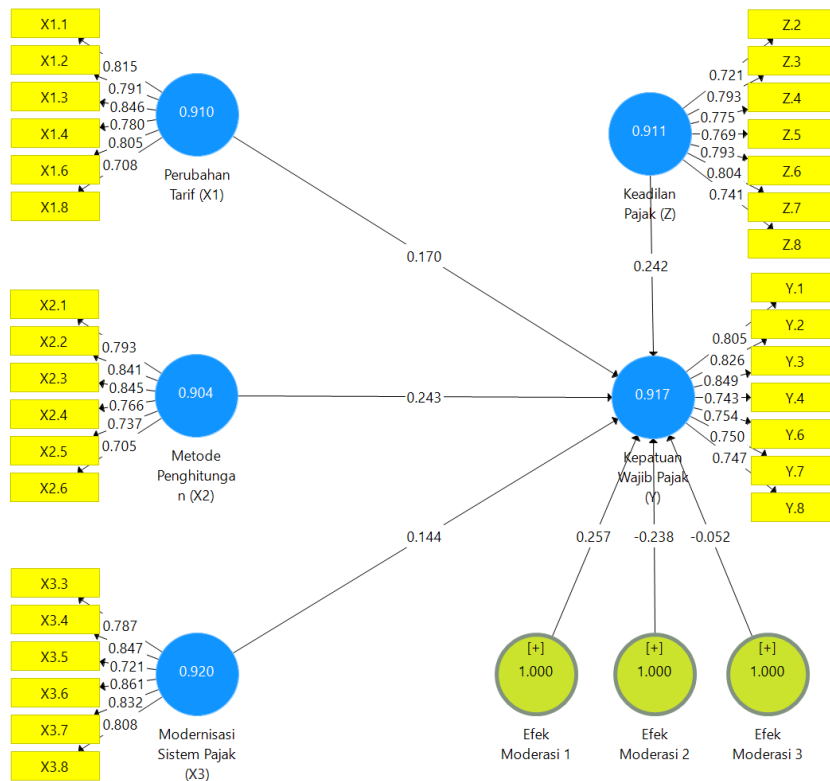 X1.1
X1.2
X1.3
X1.4
X1.6
X1.8
0.815
0.791
0.846
0.780
0.805
0.708
0.910
Perubahan
Tarif (X1)
0.170
Z.2
Z.3
Z.4
Z.5
Z.6
Z.7
Z.8
0.721
0.793
0.775
0.769
0.793
0.804
0.741
0.911
Keadilan
Pajak (Z)
0.242
X2.1
X2.2
X2.3
X2.4
X2.5
X2.6
0.793
0.841
0.845
0.766
0.737
0.705
0.904
Metode
Penghitunga
n (X2)
0.243
Y.1
Y.2
Y.3
Y.4
Y.6
Y.7
Y.8
0.805
0.826
0.849
0.743
0.754
0.750
0.747
0.917
Kepatuan
Wajib Pajak
(Y)
X3.3
X3.4
X3.5
X3.6
X3.7
X3.8
0.787
0.847
0.721
0.861
0.832
0.808
0.920
Modernisasi
Sistem Pajak
(X3)
0.144
0.257
-0.238
-0.052
[+]
1.000
Efek
Moderasi 1
[+]
1.000
Efek
Moderasi 2
[+]
1.000
Efek
Moderasi 3